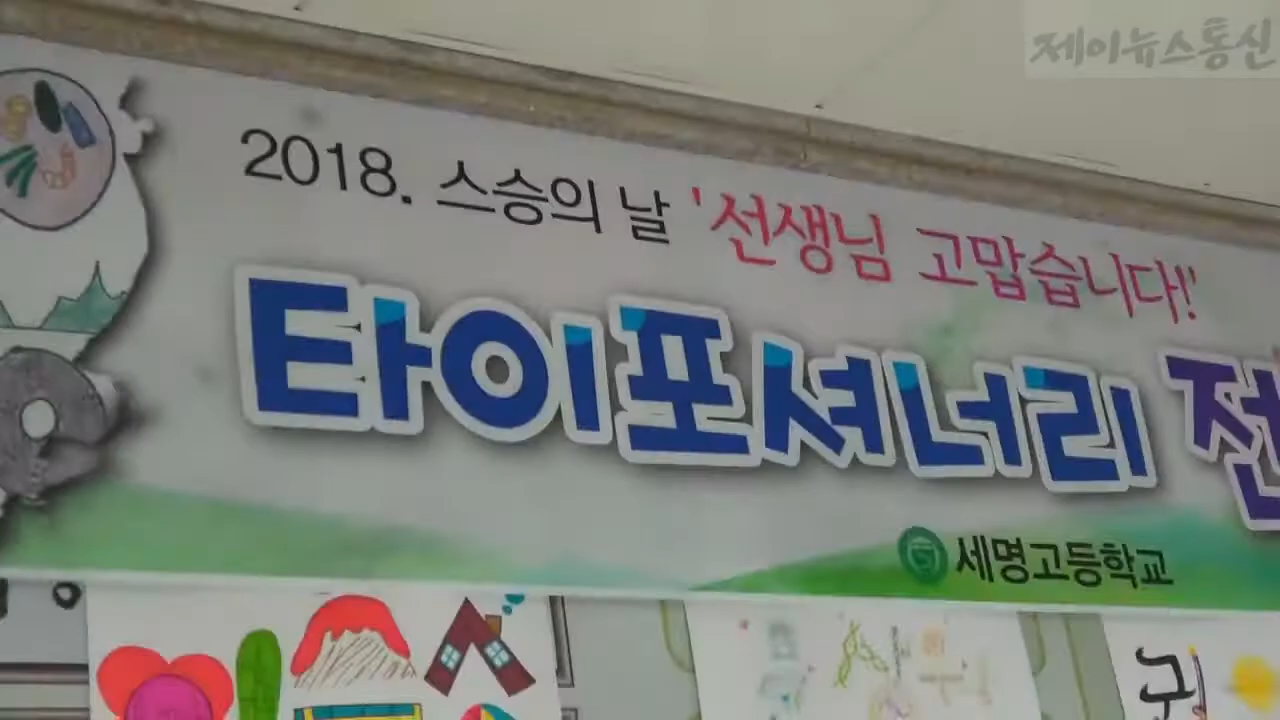 제이뉴스통신
2018. 스승의 날 '선생님 고맙습니다!'
타이포셔너리 전
세명고등학교